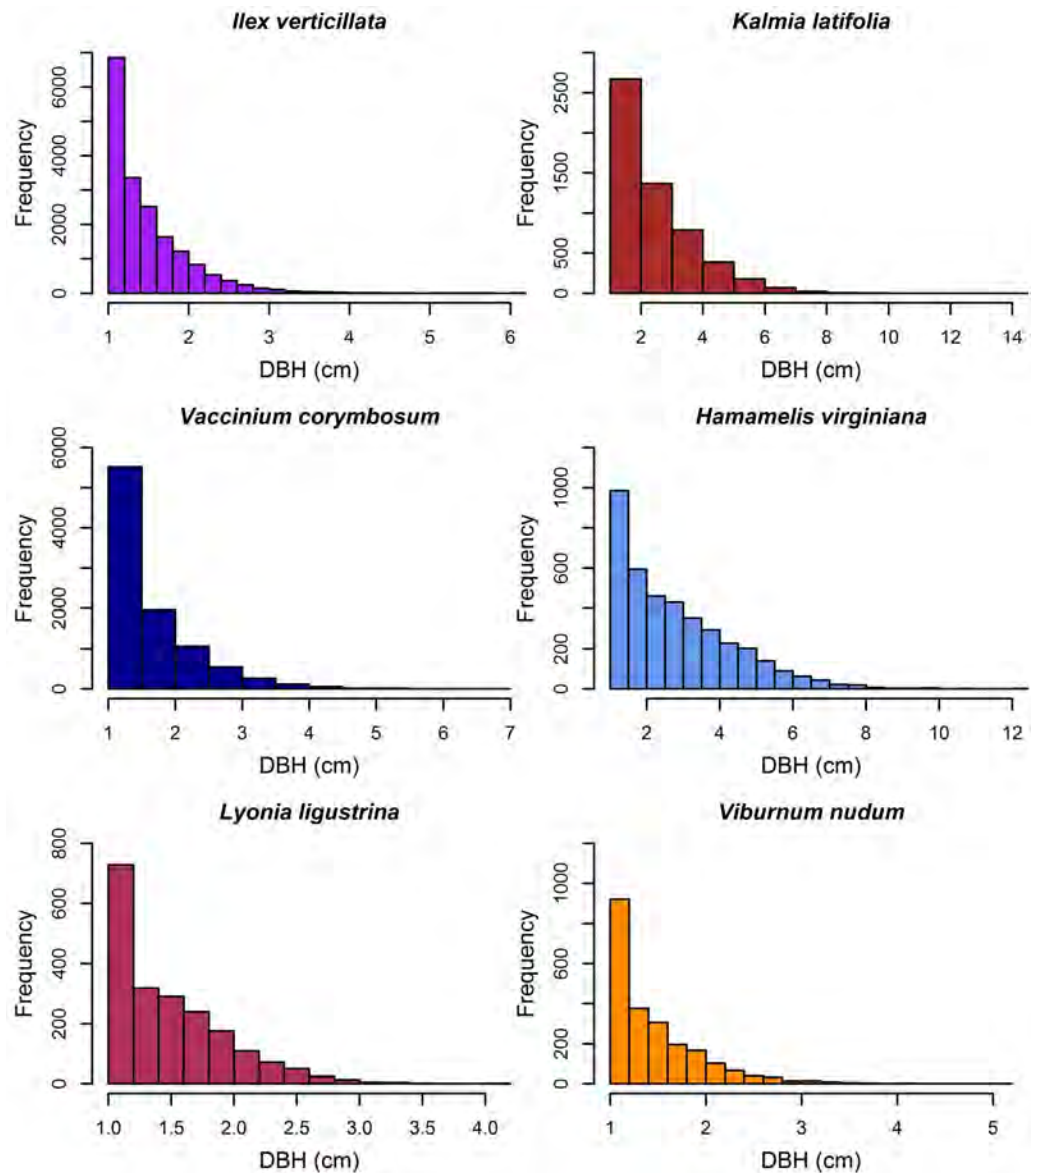 Ilex verticillata
Frequency
0 2000 4000 6000
1 2 3 4 5 6
DBH (cm)
Kalmia latifolia
Frequency
500 1500 2500
2 4 6 8 10 12 14
DBH (cm)
Vaccinium corymbosum
Frequency
0 2000 4000 6000
1 2 3 4 5 6 7
DBH (cm)
Hamamelis virginiana
Frequency
200 600 1000
2 4 6 8 10 12
DBH (cm)
Lyonia ligustrina
Frequency
0 200 400 600 800
1.0 1.5 2.0 2.5 3.0 3.5 4.0
DBH (cm)
Viburnum nudum
Frequency
200 600 1000
1 2 3 4 5
DBH (cm)